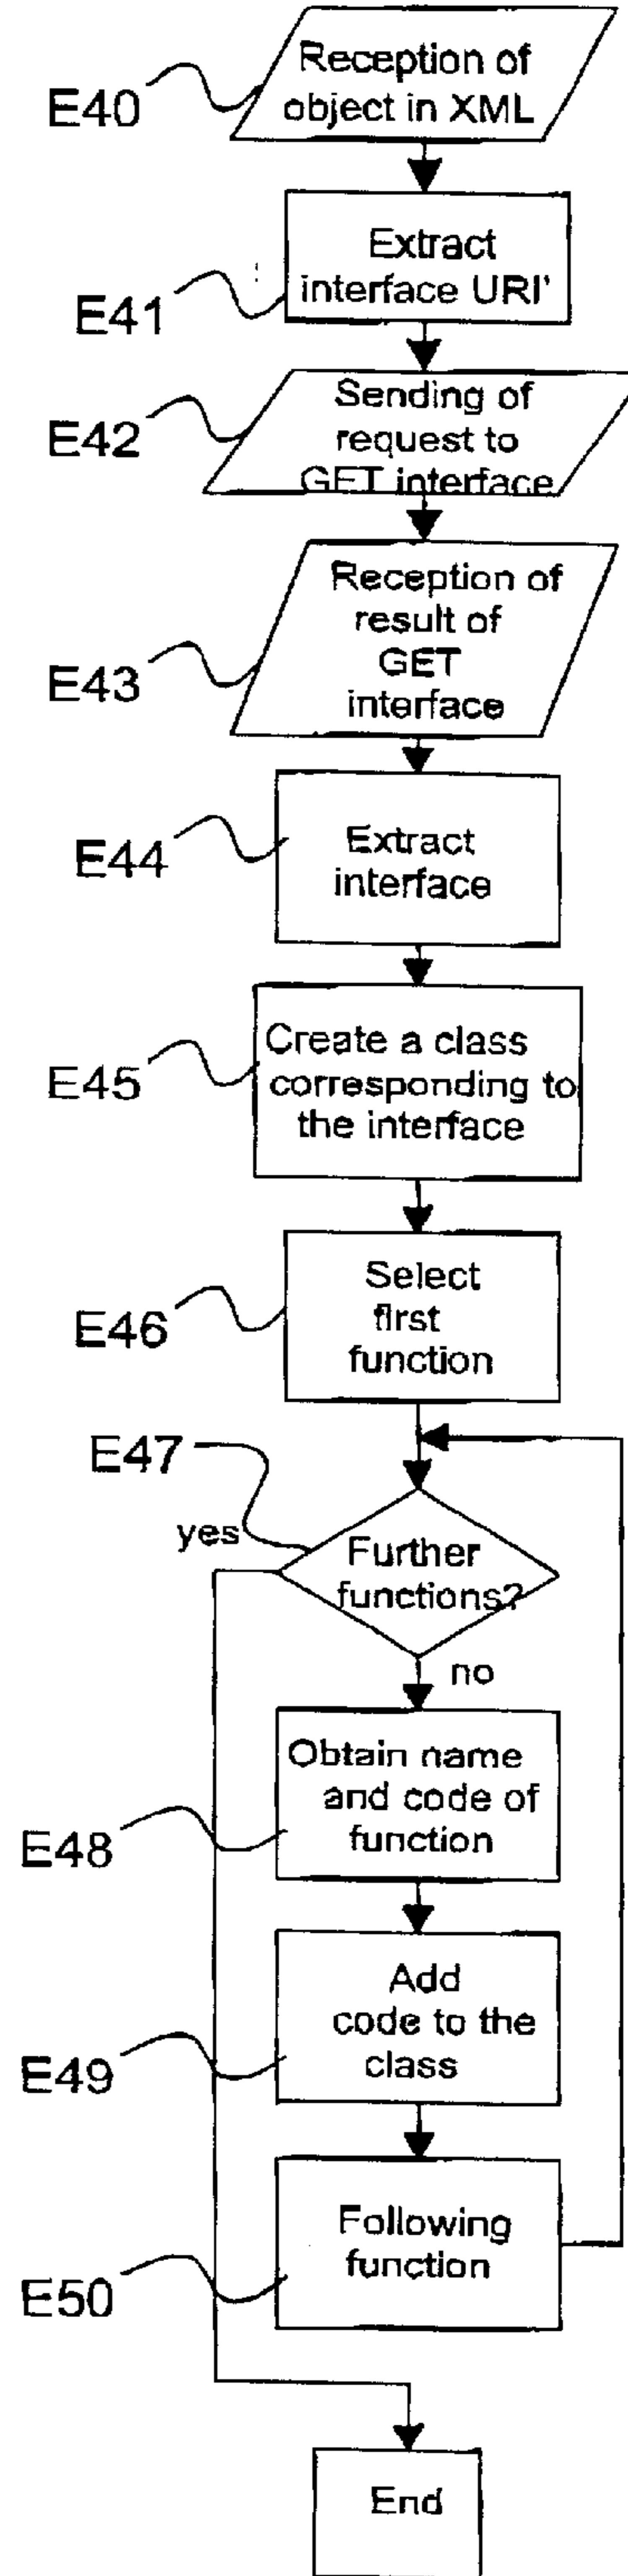 Reception of
object in XML
E40
Extract
interface URI'
E41
Sending of
request to
GET interface
E42
Reception of
result of
GET
interface
E43
Extract
interface
E44
Create a class
corresponding to
the interface
E45
Select
first
function
E46
E47
yes
Further
functions?
no
Obtain name
and code of
function
E48
Add
code to the
class
E49
Following
function
E50
End